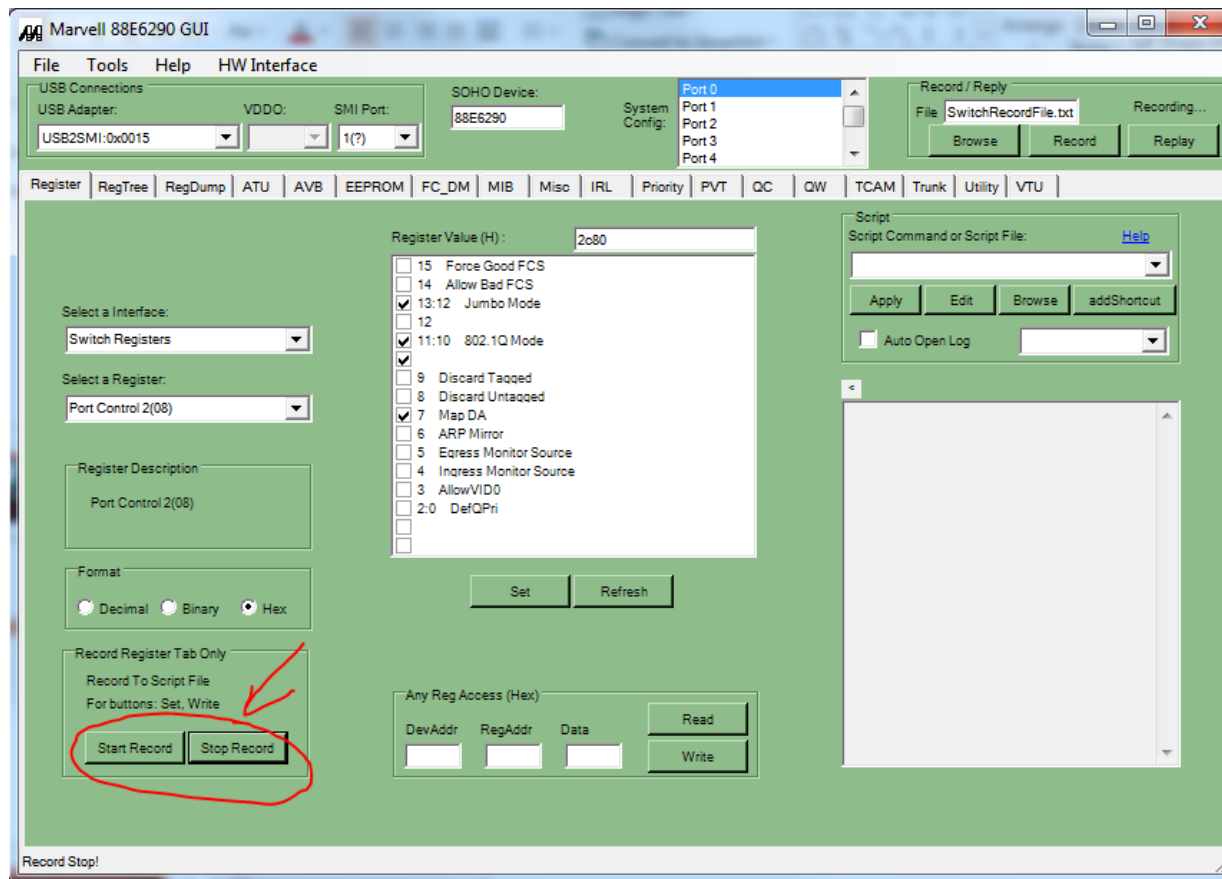 Marvell 88E6290 GUI
File Tools Help HW Interface
USB Connections
USB Adapter: VDDO: SMI Port:
USB2SMI:0x0015 1(?)
SOHO Device:
88E6290
System Config:
Port 0
Port 1
Port 2
Port 3
Port 4
Record / Reply
File SwitchRecordFile.txt Recording...
Browse Record Replay
Register RegTree RegDump ATU AVB EEPROM FC_DM MIB Misc IRL Priority PVT QC QW TCAM Trunk Utility VTU
Select a Interface:
Switch Registers
Select a Register:
Port Control 2(08)
Register Description
Port Control 2(08)
Format
Decimal Binary Hex
Record Register Tab Only
Record To Script File
For buttons: Set, Write
Start Record Stop Record
Register Value (H) : 2c80
15 Force Good FCS
14 Allow Bad FCS
13:12 Jumbo Mode
12
11:10 802.1Q Mode
9 Discard Tagged
8 Discard Untagged
7 Map DA
6 ARP Mirror
5 Egress Monitor Source
4 Ingress Monitor Source
3 AllowVID0
2:0 DefQPri
Set Refresh
Any Reg Access (Hex)
DevAddr RegAddr Data
Read
Write
Script
Script Command or Script File: Help
Apply Edit Browse addShortcut
Auto Open Log
<
Record Stop!